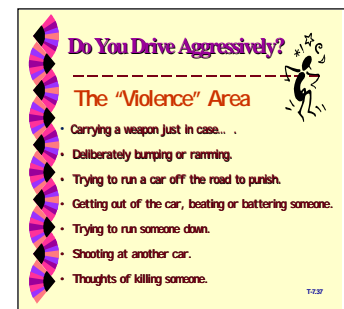 Do You Drive Aggressively?
The “Violence” Area
• Carrying a weapon just in case… .
• Deliberately bumping or ramming.
• Trying to run a car off the road to punish.
• Getting out of the car, beating or battering someone.
• Trying to run someone down.
• Shooting at another car.
• Thoughts of killing someone.
T-7.37